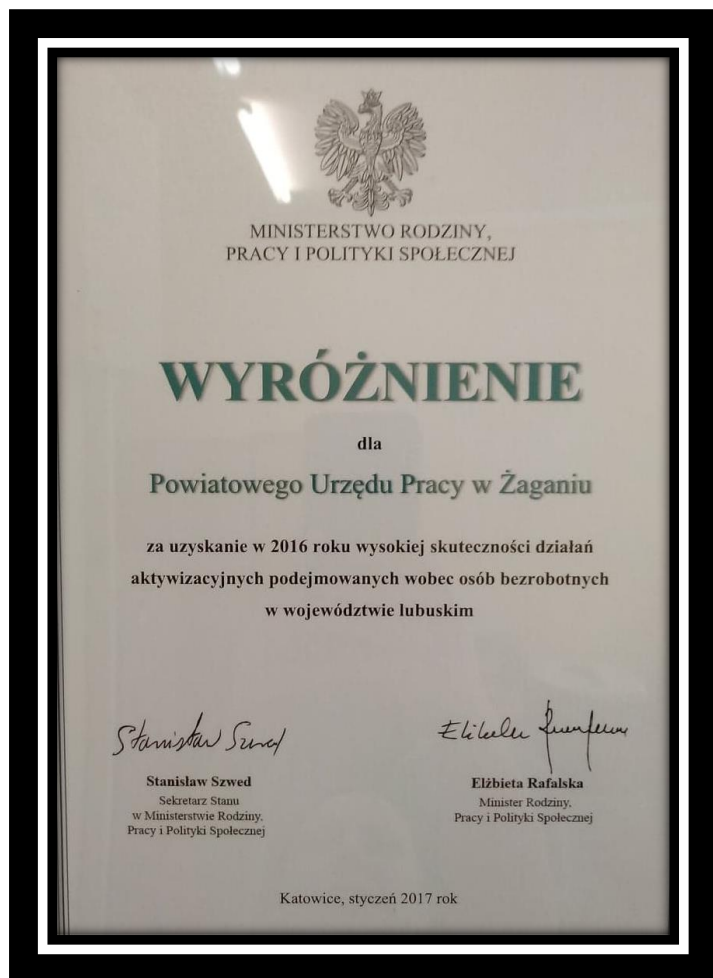 MINISTERSTWO RODZINY,
PRACY I POLITYKI SPOŁECZNEJ
WYRÓŻNIENIE
dla
Powiatowego Urzędu Pracy w Żaganiu
za uzyskanie w 2016 roku wysokiej skuteczności działań
aktywizacyjnych podejmowanych wobec osób bezrobotnych
w województwie lubuskim
Stanisław Szwed
Stanisław Szwed
Sekretarz Stanu
w Ministerstwie Rodziny,
Pracy i Polityki Społecznej
Elżbieta Rafalska
Minister Rodziny,
Pracy i Polityki Społecznej
Katowice, styczeń 2017 rok